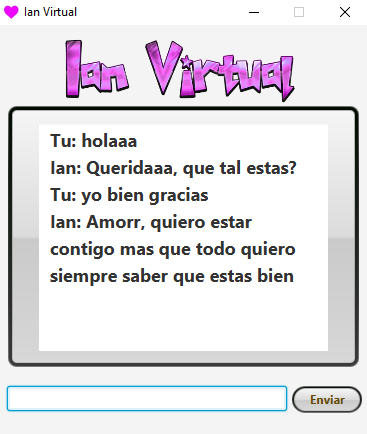 Ian Virtual
Ian Virtual
Tu: holaaa
Ian: Queridaaa, que tal estas?
Tu: yo bien gracias
Ian: Amorr, quiero estar
contigo mas que todo quiero
siempre saber que estas bien
Enviar